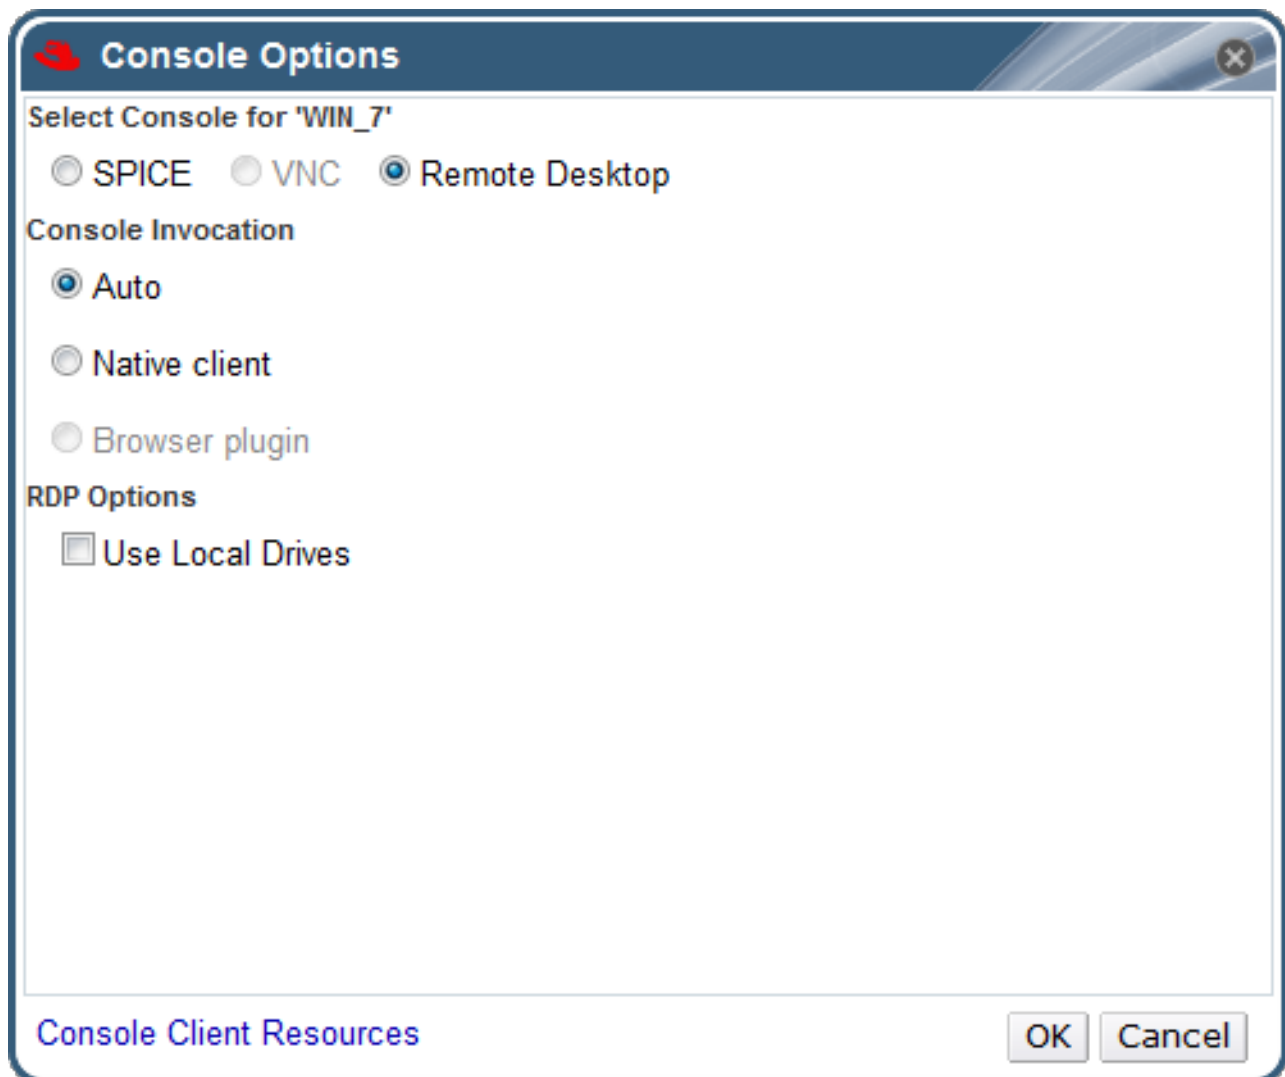 Console Options
Select Console for 'WIN_7'
SPICE VNC Remote Desktop
Console Invocation
Auto
Native client
Browser plugin
RDP Options
Use Local Drives
Console Client Resources OK Cancel